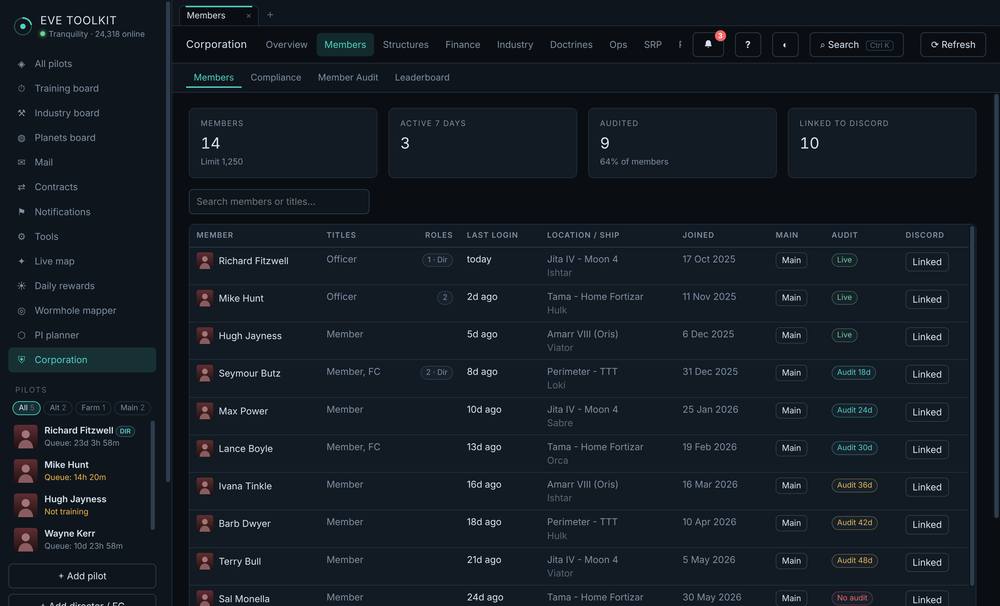 EVE TOOLKIT
Tranquility · 24,318 online
All pilots
Training board
Industry board
Planets board
Mail
Contracts
Notifications
Tools
Live map
Daily rewards
Wormhole mapper
PI planner
Corporation
PILOTS
All 5 Alt 2 Farm 1 Main 2
Richard Fitzwell DIR
Queue: 23d 3h 58m
Mike Hunt
Queue: 14h 20m
Hugh Jayness
Not training
Wayne Kerr
Queue: 10d 23h 58m
+ Add pilot
+ Add director / FC
Members × +
Corporation Overview Members Structures Finance Industry Doctrines Ops SRP 3 ? Search Ctrl K Refresh
Members Compliance Member Audit Leaderboard
MEMBERS
14
Limit 1,250
ACTIVE 7 DAYS
3
AUDITED
9
64% of members
LINKED TO DISCORD
10
Search members or titles...
MEMBER TITLES ROLES LAST LOGIN LOCATION / SHIP JOINED MAIN AUDIT DISCORD
Richard Fitzwell Officer 1 · Dir today Jita IV - Moon 4 17 Oct 2025 Main Live Linked
Ishtar
Mike Hunt Officer 2 2d ago Tama - Home Fortizar 11 Nov 2025 Main Live Linked
Hulk
Hugh Jayness Member 5d ago Amarr VIII (Oris) 6 Dec 2025 Main Live Linked
Viator
Seymour Butz Member, FC 2 · Dir 8d ago Perimeter - TTT 31 Dec 2025 Main Audit 18d Linked
Loki
Max Power Member 10d ago Jita IV - Moon 4 25 Jan 2026 Main Audit 24d Linked
Sabre
Lance Boyle Member, FC 13d ago Tama - Home Fortizar 19 Feb 2026 Main Audit 30d Linked
Orca
Ivana Tinkle Member 16d ago Amarr VIII (Oris) 16 Mar 2026 Main Audit 36d Linked
Ishtar
Barb Dwyer Member 18d ago Perimeter - TTT 10 Apr 2026 Main Audit 42d Linked
Hulk
Terry Bull Member 21d ago Jita IV - Moon 4 5 May 2026 Main Audit 48d Linked
Viator
Sal Monella Member 24d ago Tama - Home Fortizar 30 May 2026 Main No audit Linked